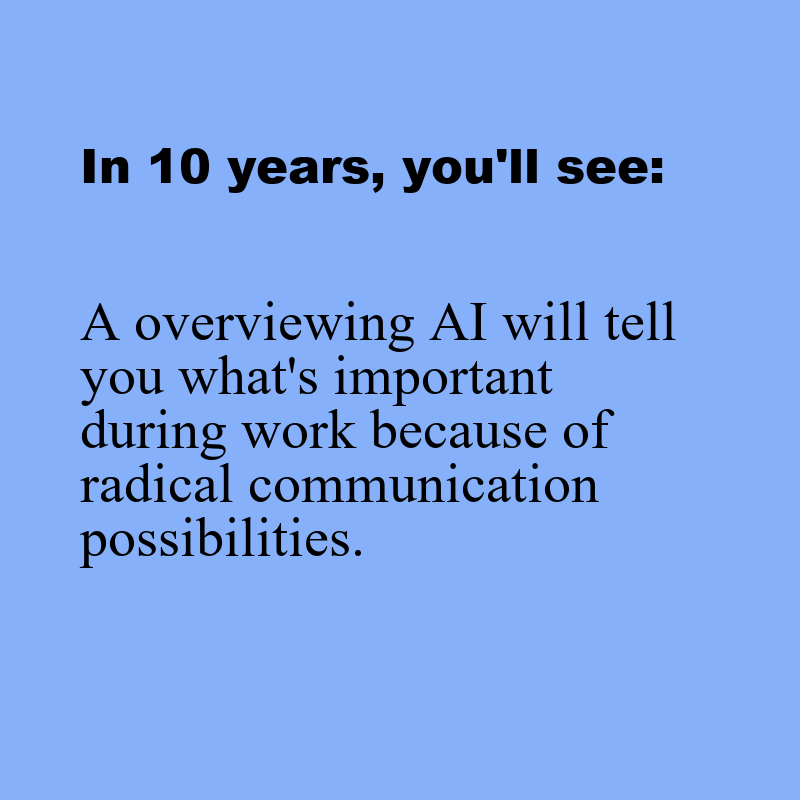 In 10 years, you'll see:
A overviewing AI will tell
you what's important
during work because of
radical communication
possibilities.